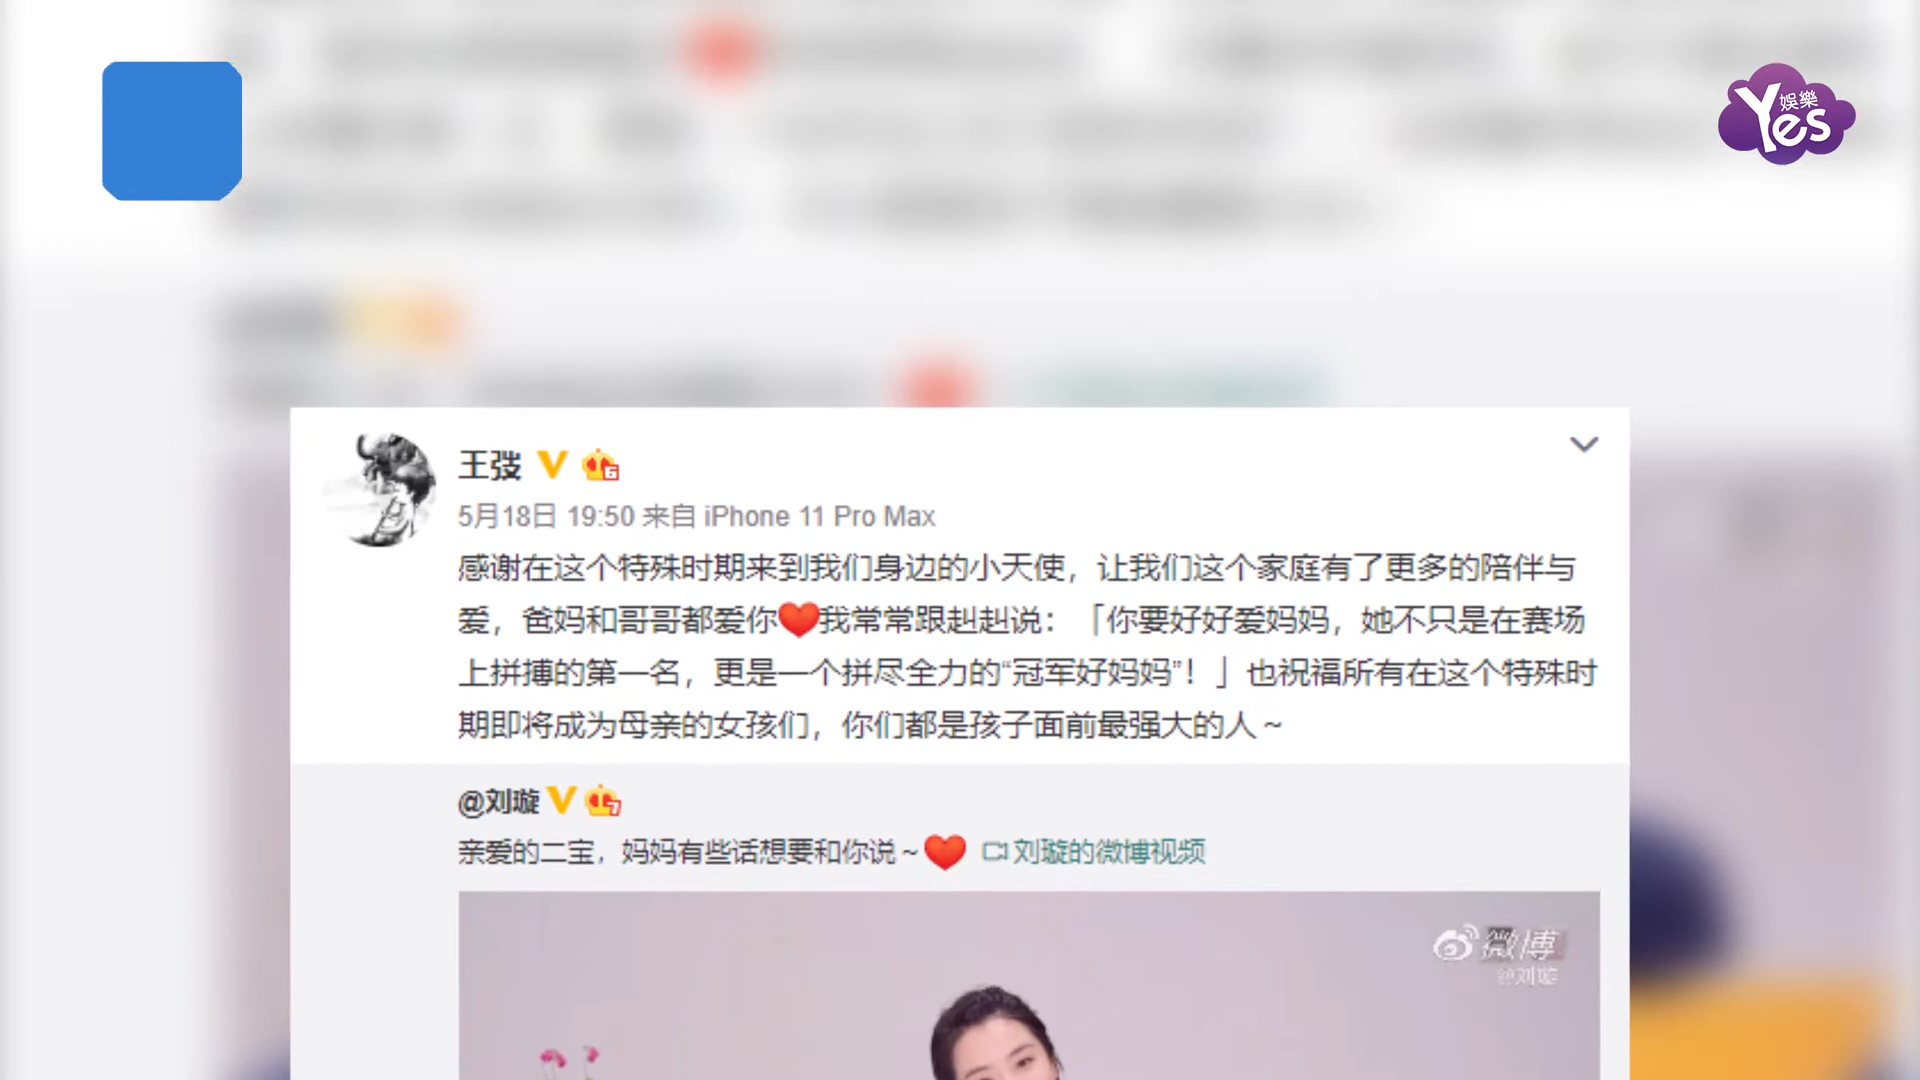 Yes 娛樂
王弢
5月18日 19:50 来自 iPhone 11 Pro Max
感谢在这个特殊时期来到我们身边的小天使，让我们这个家庭有了更多的陪伴与
爱，爸妈和哥哥都爱你❤我常常跟赳赳说：「你要好好爱妈妈，她不只是在赛场
上拼搏的第一名，更是一个拼尽全力的“冠军好妈妈”！」也祝福所有在这个特殊时
期即将成为母亲的女孩们，你们都是孩子面前最强大的人～
@刘璇
亲爱的二宝，妈妈有些话想要和你说～❤ 刘璇的微博视频
微博
@刘璇